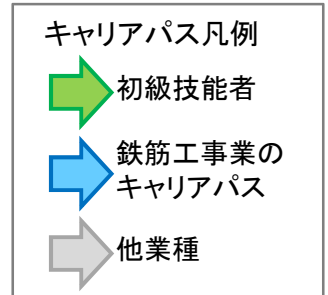 キャリアパス凡例
初級技能者
鉄筋工事業の
キャリアパス
他業種